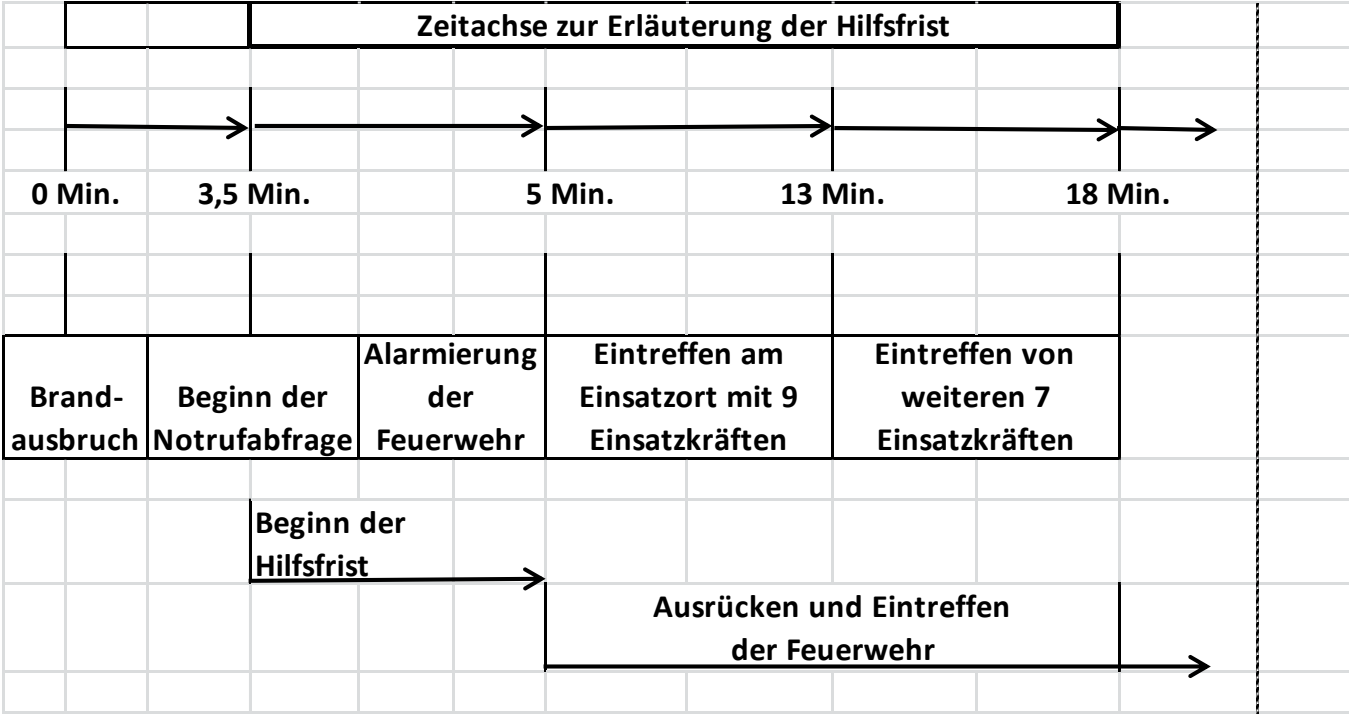 Zeitachse zur Erläuterung der Hilfsfrist
0 Min.
3,5 Min.
5 Min.
13 Min.
18 Min.
Brand-
ausbruch
Beginn der
Notrufabfrage
Alarmierung
der
Feuerwehr
Eintreffen am
Einsatzort mit 9
Einsatzkräften
Eintreffen von
weiteren 7
Einsatzkräften
Beginn der
Hilfsfrist
Ausrücken und Eintreffen
der Feuerwehr